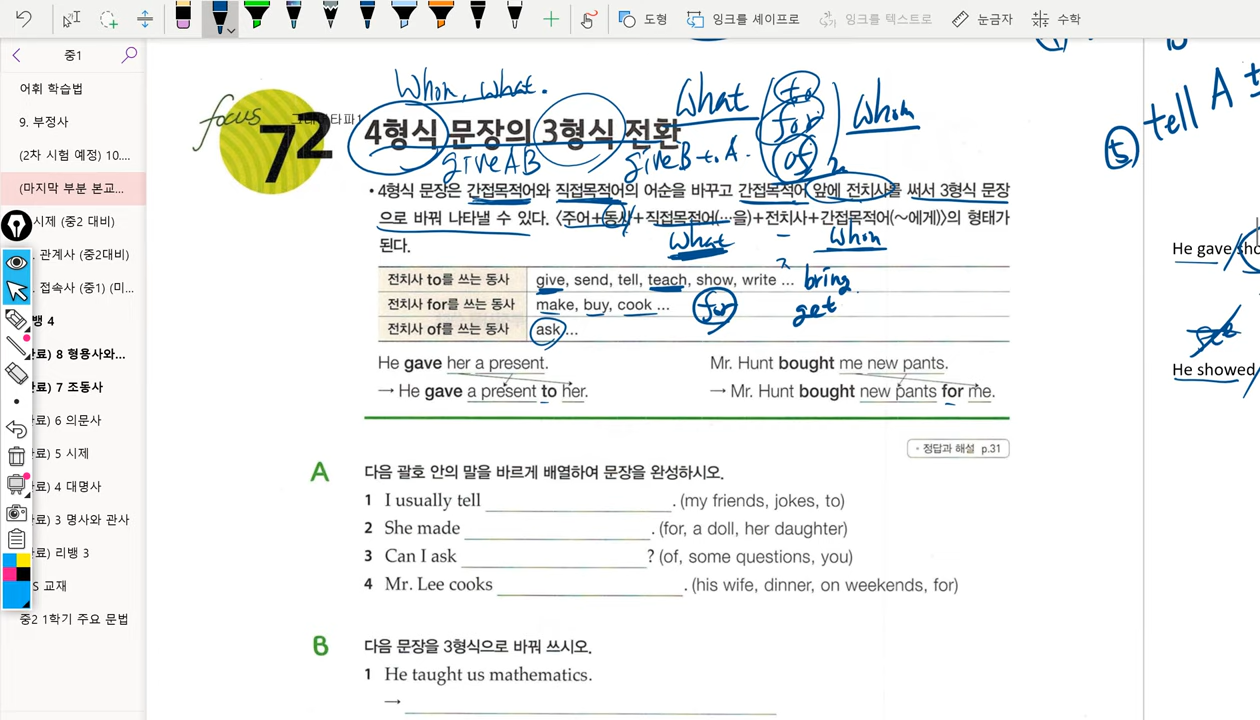 도형
잉크를 셰이프로
잉크를 텍스트로
눈금자
수학
중1
어휘 학습법
9. 부정사
(2차 시험 예정) 10....
(마지막 부분 본교...
시제 (중2 대비)
관계사 (중2대비)
접속사 (중1) (미...
뱅 4
료) 8 형용사와...
료) 7 조동사
료) 6 의문사
료) 5 시제
료) 4 대명사
료) 3 명사와 관사
료) 리뱅 3
S 교재
중2 1학기 주요 문법
Whom, what.
what
to
for
of
whom
focus
72
4형식 문장의 3형식 전환
give A B
give B to A.
• 4형식 문장은 간접목적어와 직접목적어의 어순을 바꾸고 간접목적어 앞에 전치사를 써서 3형식 문장
으로 바꿔 나타낼 수 있다. 〈주어+동사+직접목적어(…을)+전치사+간접목적어(~에게)〉의 형태가
된다.
what
whom
전치사 to를 쓰는 동사 give, send, tell, teach, show, write ... bring
전치사 for를 쓰는 동사 make, buy, cook ... for get
전치사 of를 쓰는 동사 ask ...
He gave her a present.
→ He gave a present to her.
Mr. Hunt bought me new pants.
→ Mr. Hunt bought new pants for me.
• 정답과 해설 p.31
A 다음 괄호 안의 말을 바르게 배열하여 문장을 완성하시오.
1 I usually tell ____. (my friends, jokes, to)
2 She made ____. (for, a doll, her daughter)
3 Can I ask ____? (of, some questions, you)
4 Mr. Lee cooks ____. (his wife, dinner, on weekends, for)
B 다음 문장을 3형식으로 바꿔 쓰시오.
1 He taught us mathematics.
→ ____
tell A
He gave
He showed